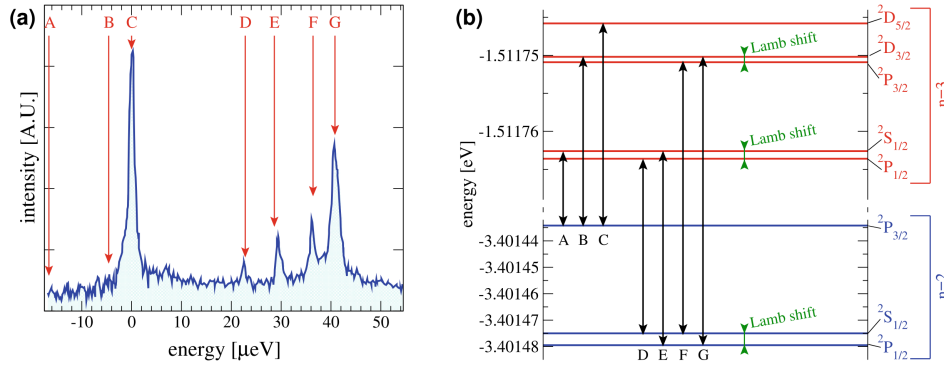 (a)
A B C D E F G
intensity [A.U.]
-10 0 10 20 30 40 50
energy [μeV]
(b)
energy [eV]
-1.51175
-1.51176
-3.40144
-3.40145
-3.40146
-3.40147
-3.40148
Lamb shift
Lamb shift
Lamb shift
A B C
D E F G
²D₅/₂
²D₃/₂
²P₃/₂
²S₁/₂
²P₁/₂
n=3
²P₃/₂
²S₁/₂
²P₁/₂
n=2